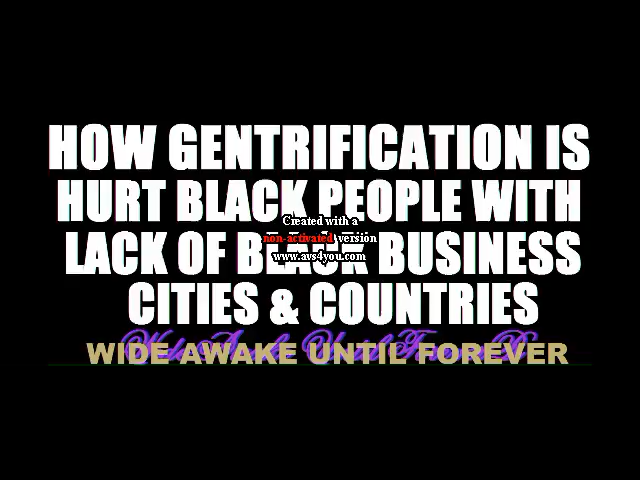 HOW GENTRIFICATION IS
HURT BLACK PEOPLE WITH
Created with a
non-activated version
LACK OF BLACK BUSINESS
www.avs4you.com
CITIES & COUNTRIES
WIDE AWAKE UNTIL FOREVER